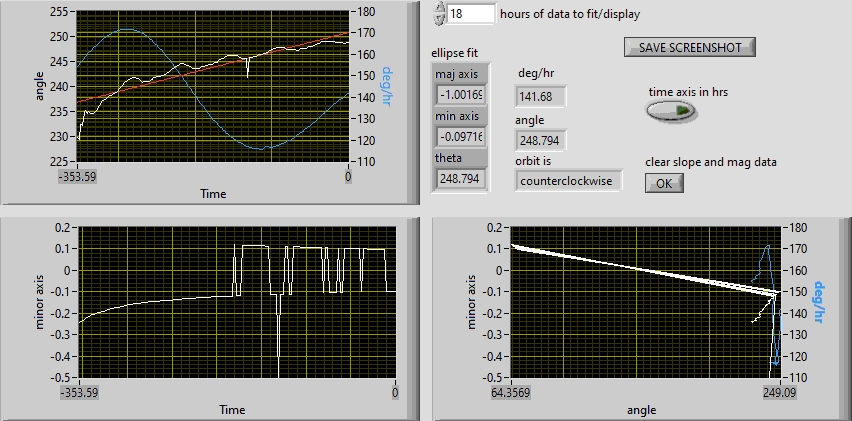 255
250
245
240
235
230
225
angle
180
170
160
150
140
130
120
110
deg/hr
-353.59
0
Time
18 hours of data to fit/display
SAVE SCREENSHOT
ellipse fit
maj axis
-1.00169
min axis
-0.09716
theta
248.794
deg/hr
141.68
angle
248.794
orbit is
counterclockwise
time axis in hrs
clear slope and mag data
OK
0.2
0.1
0
-0.1
-0.2
-0.3
-0.4
-0.5
minor axis
-353.59
0
Time
0.2
0.1
0
-0.1
-0.2
-0.3
-0.4
-0.5
minor axis
180
170
160
150
140
130
120
110
deg/hr
64.3569
249.09
angle